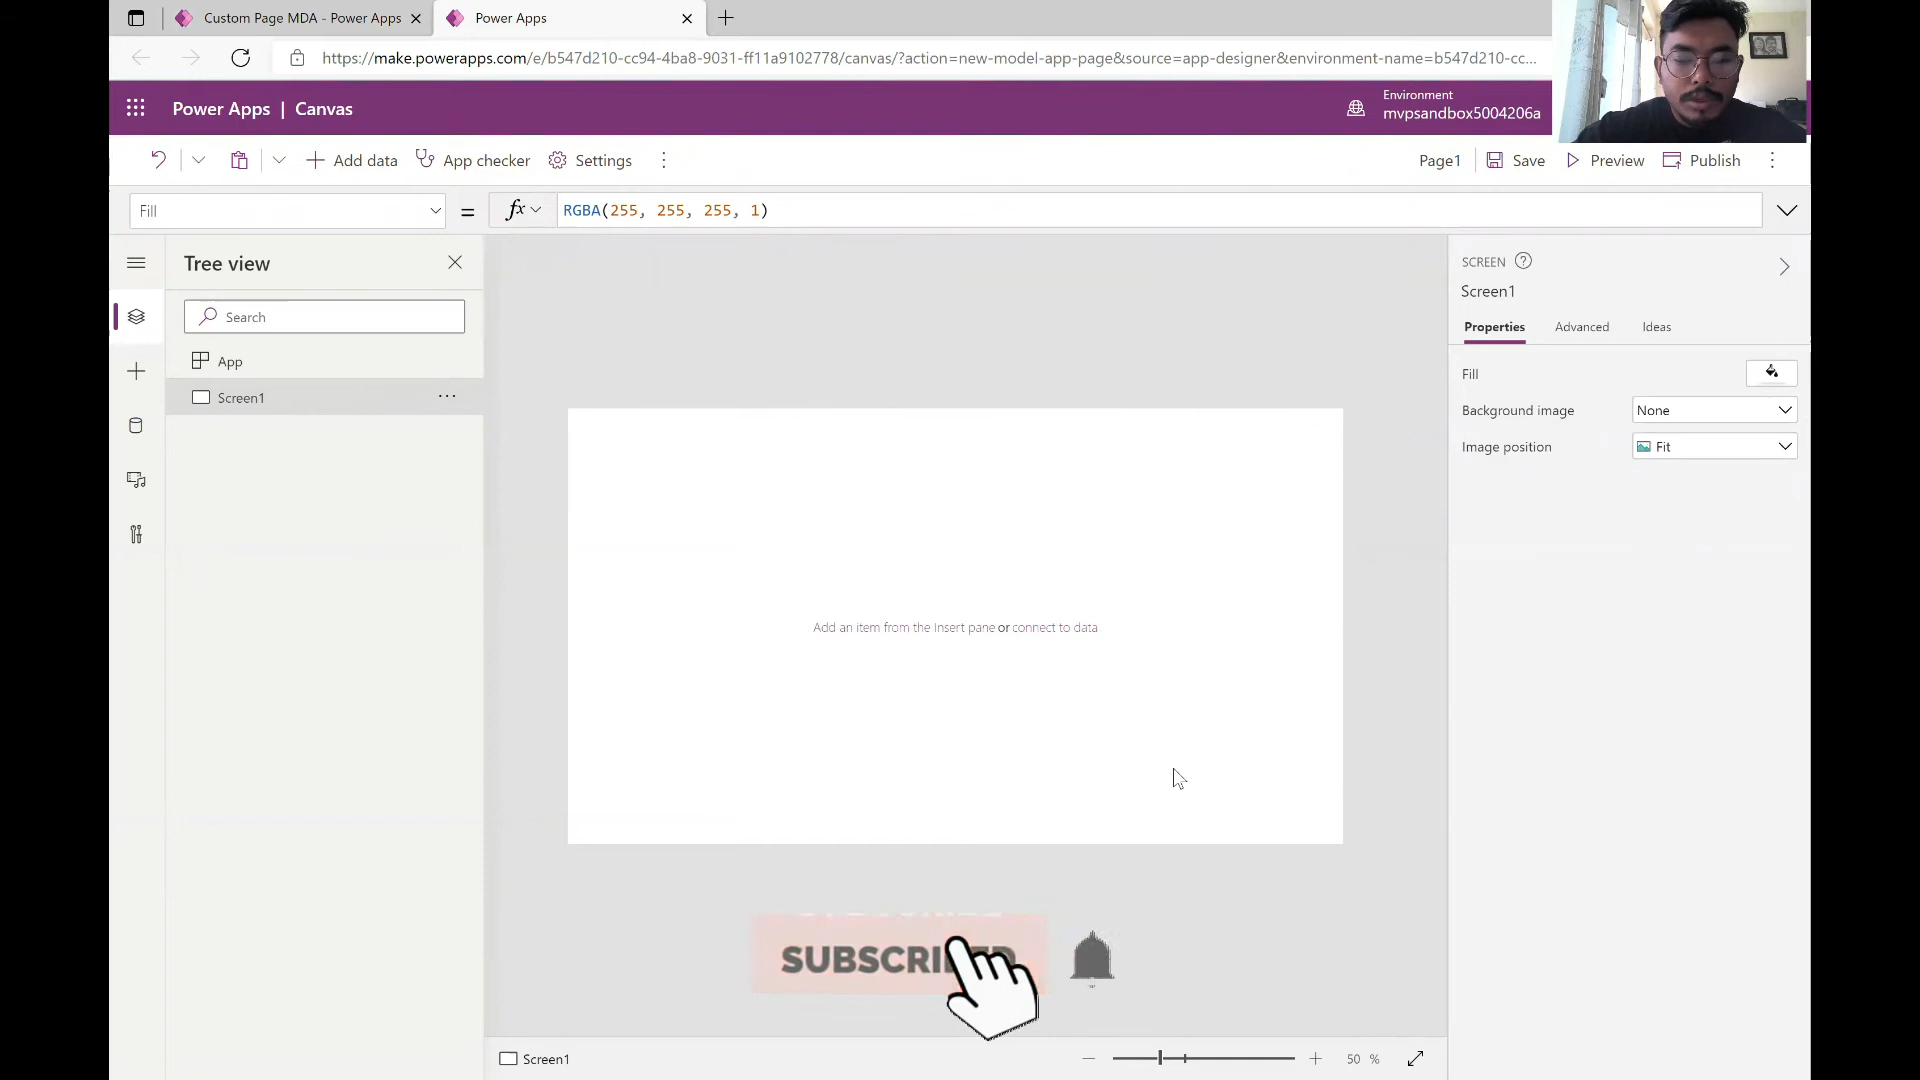 Custom Page MDA - Power Apps
Power Apps
https://make.powerapps.com/e/b547d210-cc94-4ba8-9031-ff11a9102778/canvas/?action=new-model-app-page&source=app-designer&environment-name=b547d210-cc...
Power Apps | Canvas
Environment
mvpsandbox5004206a
Add data
App checker
Settings
Page1
Save
Preview
Publish
Fill
=
fx
RGBA(255, 255, 255, 1)
Tree view
Search
App
Screen1
Add an item from the Insert pane or connect to data
SCREEN
Screen1
Properties
Advanced
Ideas
Fill
Background image
None
Image position
Fit
Screen1
50 %